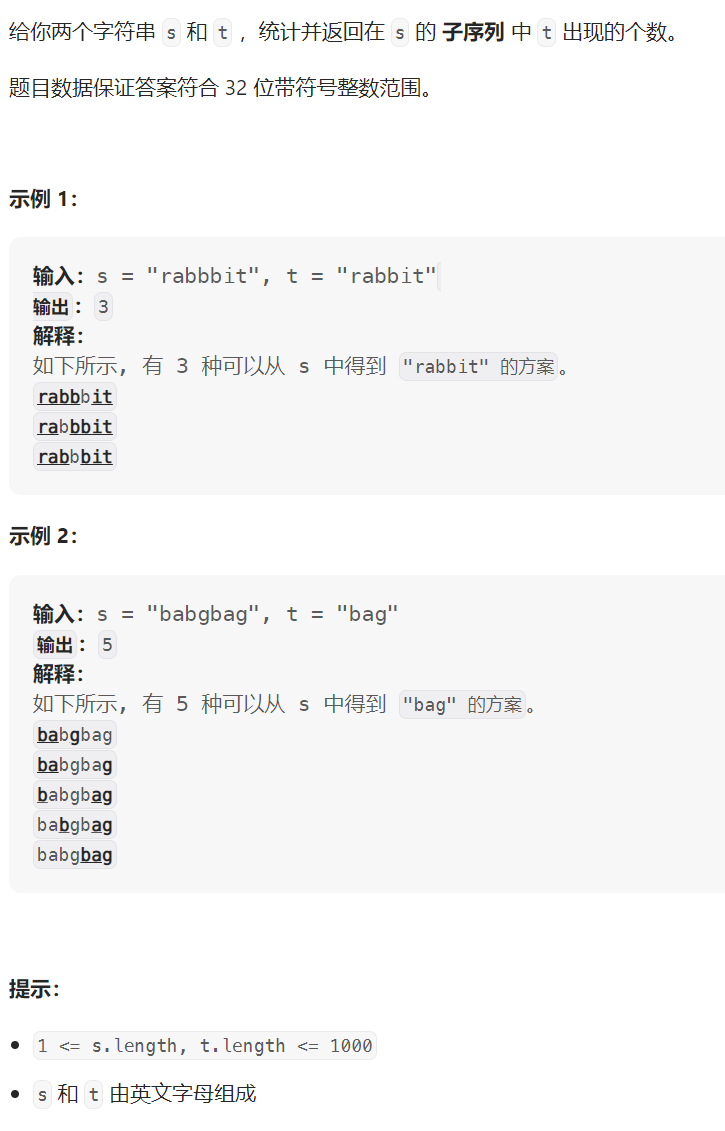 给你两个字符串 s 和 t ，统计并返回在 s 的 子序列 中 t 出现的个数。
题目数据保证答案符合 32 位带符号整数范围。
示例 1：
输入：s = "rabbbit", t = "rabbit"
输出：3
解释：
如下所示, 有 3 种可以从 s 中得到 "rabbit" 的方案。
rabbbit
rabbbit
rabbbit
示例 2：
输入：s = "babgbag", t = "bag"
输出：5
解释：
如下所示, 有 5 种可以从 s 中得到 "bag" 的方案。
babgbag
babgbag
babgbag
babgbag
babgbag
提示：
1 <= s.length, t.length <= 1000
s 和 t 由英文字母组成